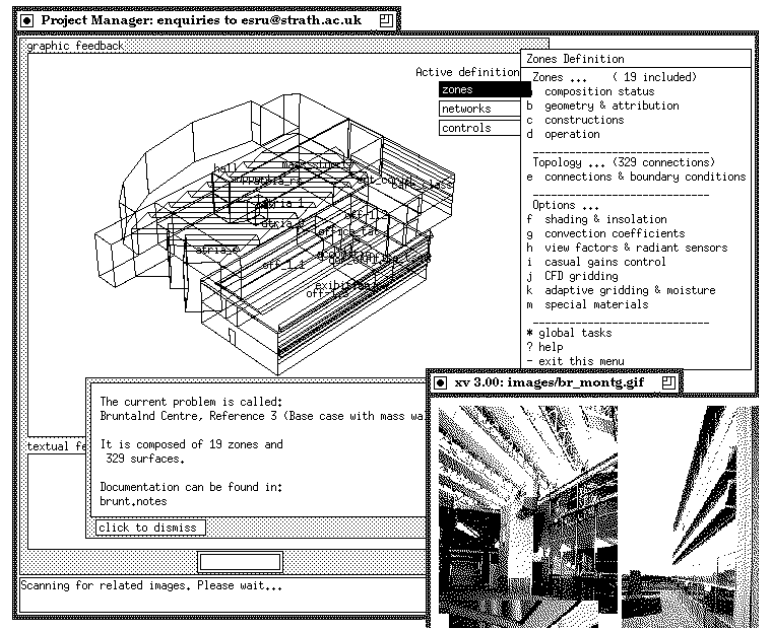 Project Manager: enquiries to esru@strath.ac.uk
graphic feedback
Active definition
zones
networks
controls
Zones Definition
Zones ... ( 19 included)
composition status
b geometry & attribution
c constructions
d operation
Topology ... (329 connections)
e connections & boundary conditions
Options ...
f shading & insolation
g convection coefficients
h view factors & radiant sensors
i casual gains control
j CFD gridding
k adaptive gridding & moisture
m special materials
* global tasks
? help
- exit this menu
hall
atria_1
off_1_1
The current problem is called:
Bruntalnd Centre, Reference 3 (Base case with mass wa
It is composed of 19 zones and
329 surfaces.
Documentation can be found in:
brunt.notes
click to dismiss
textual fe
Scanning for related images. Please wait...
xv 3.00: images/br_montg.gif